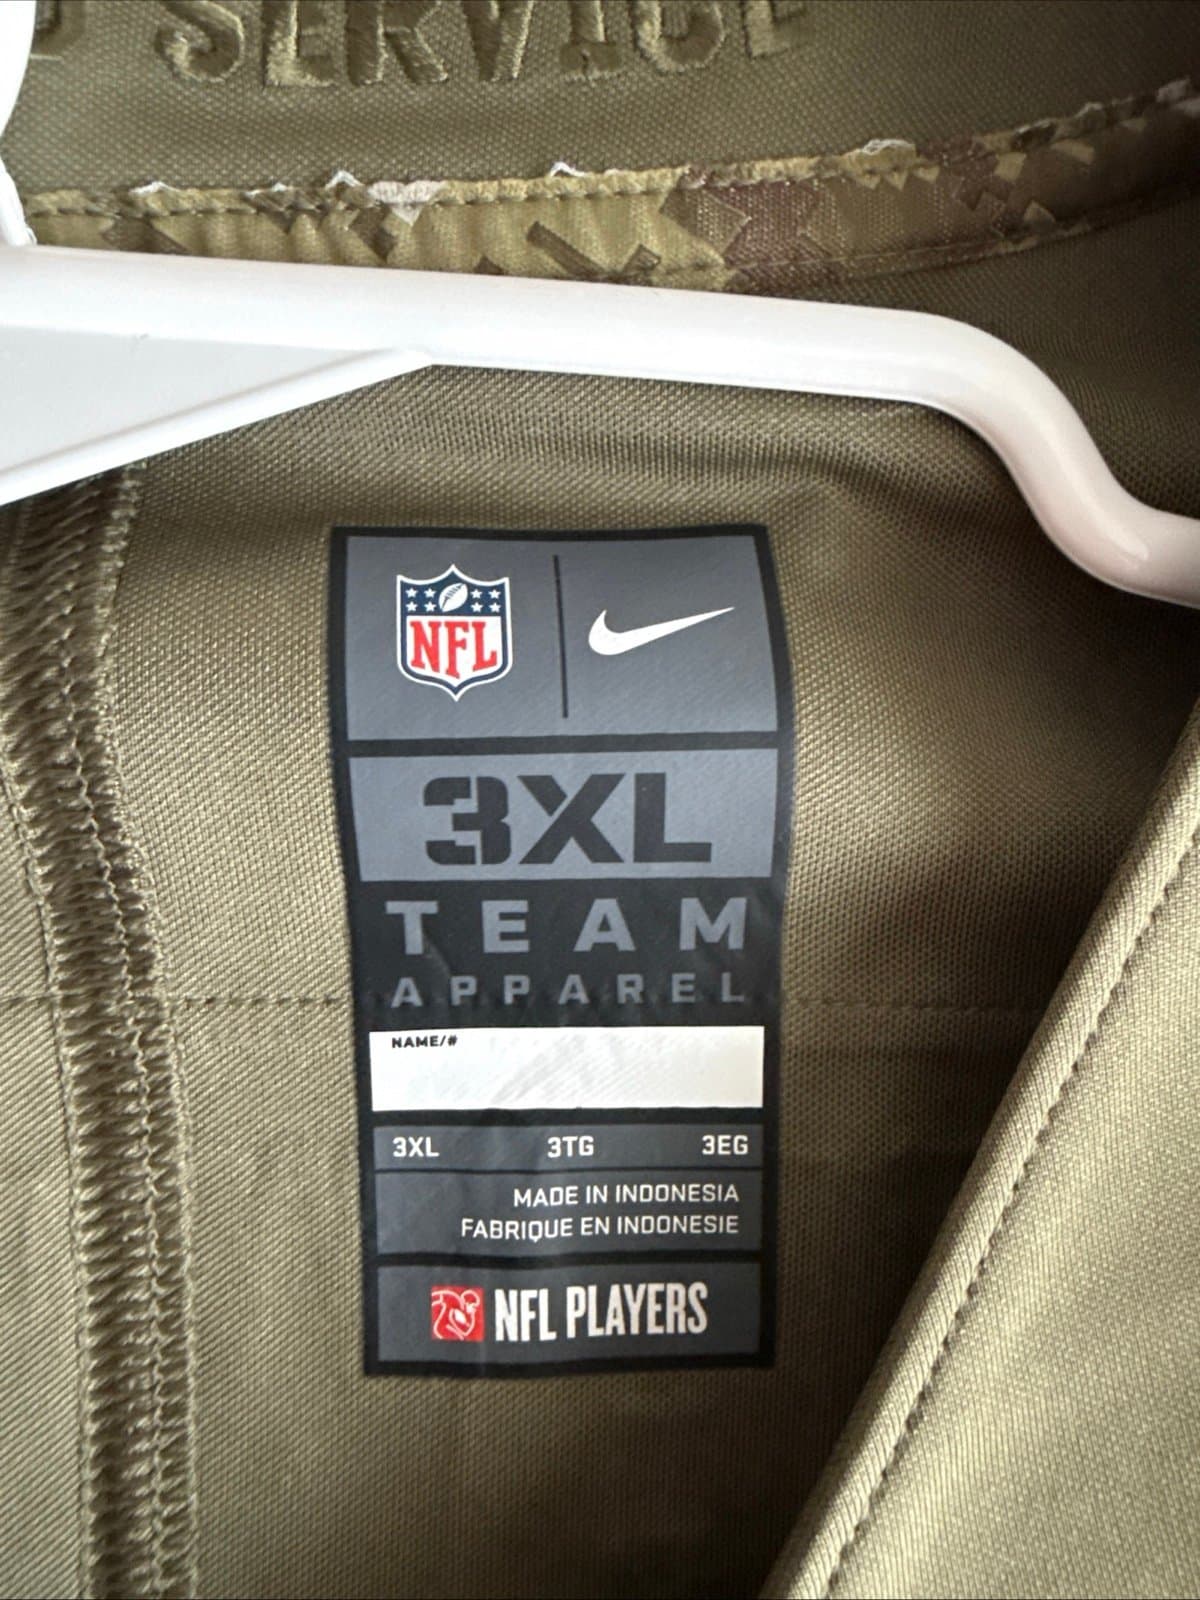 SERVICE
NFL
3XL
TEAM
APPAREL
NAME/#
3XL 3TG 3EG
MADE IN INDONESIA
FABRIQUE EN INDONESIE
NFL PLAYERS